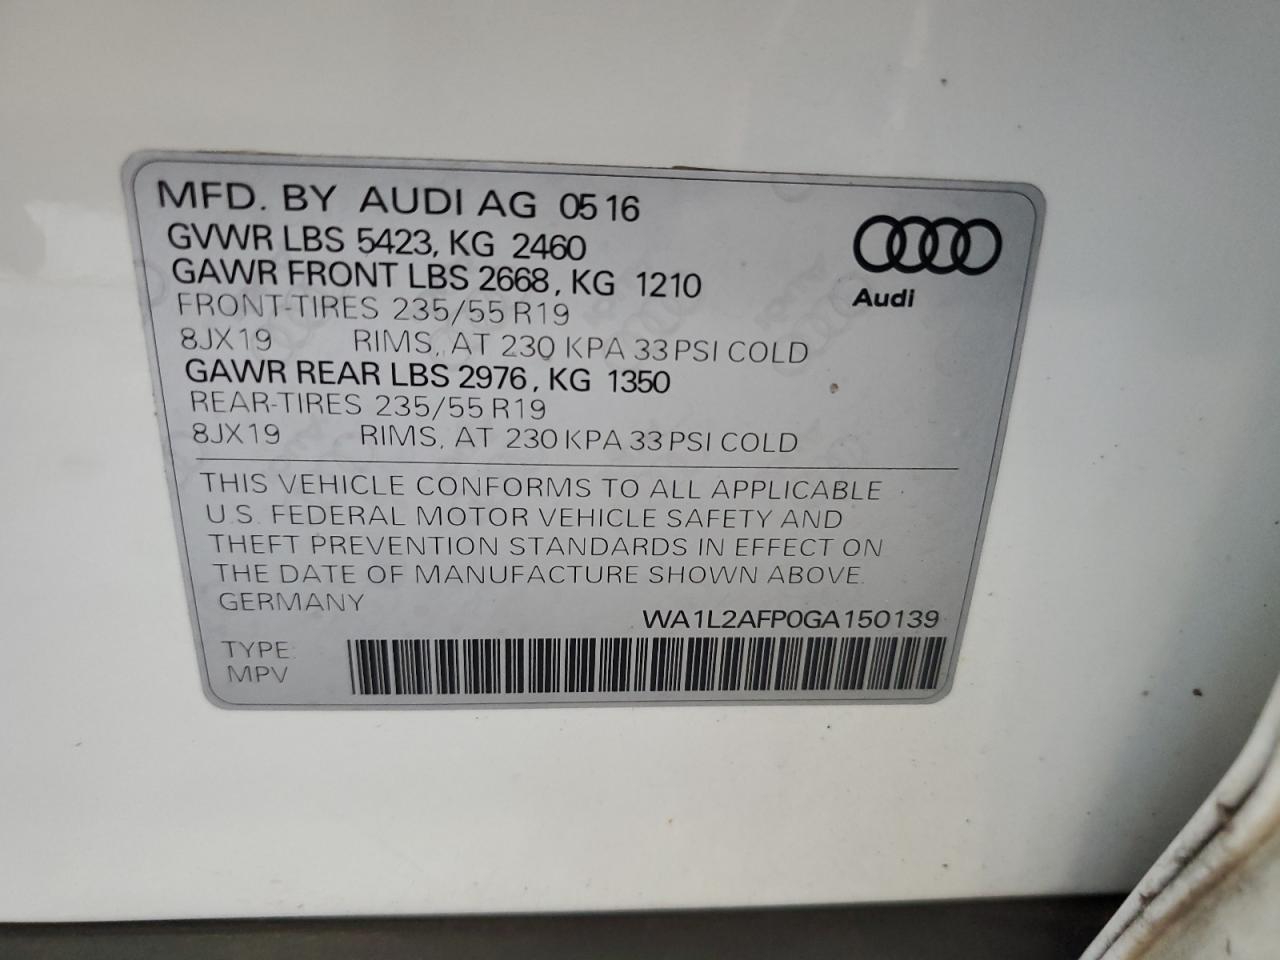 MFD. BY AUDI AG 05 16
GVWR LBS 5423, KG 2460
GAWR FRONT LBS 2668, KG 1210
FRONT-TIRES 235/55 R19
8JX19 RIMS, AT 230 KPA 33 PSI COLD
GAWR REAR LBS 2976, KG 1350
REAR-TIRES 235/55 R19
8JX19 RIMS, AT 230 KPA 33 PSI COLD
Audi
THIS VEHICLE CONFORMS TO ALL APPLICABLE
U.S. FEDERAL MOTOR VEHICLE SAFETY AND
THEFT PREVENTION STANDARDS IN EFFECT ON
THE DATE OF MANUFACTURE SHOWN ABOVE.
GERMANY
WA1L2AFP0GA150139
TYPE:
MPV